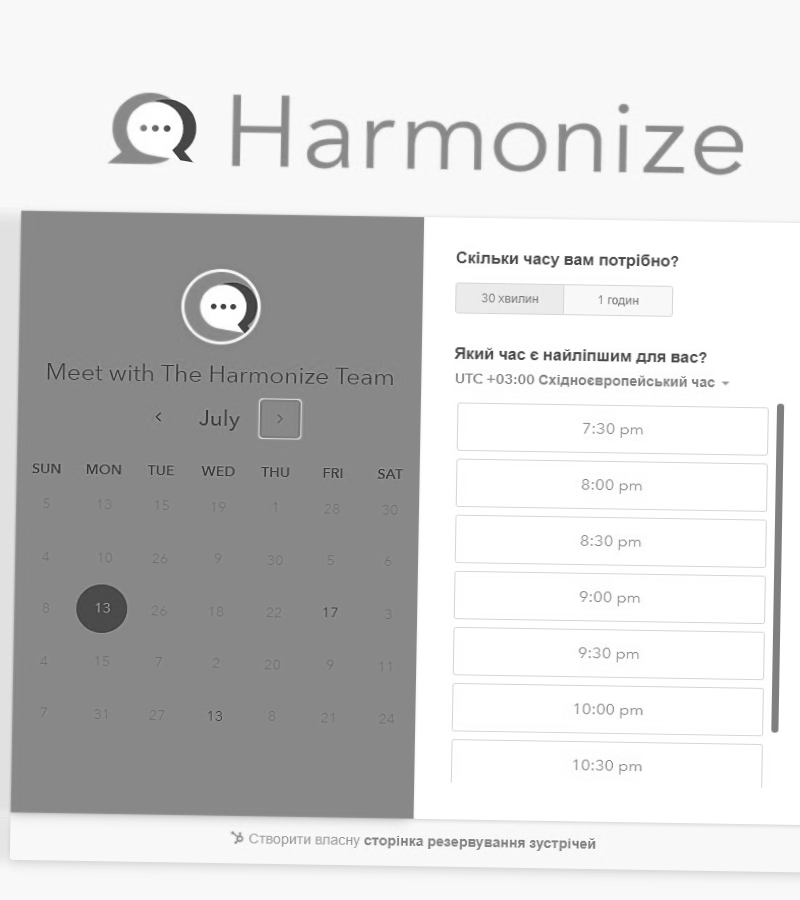 Harmonize
Meet with The Harmonize Team
July
SUN MON TUE WED THU FRI SAT
5 13 15 19 1 28 30
4 10 26 9 30 5 6
8 13 26 18 22 17 3
4 15 7 2 20 9 11
7 31 27 13 8 21 24
Скільки часу вам потрібно?
30 хвилин 1 годин
Який час є найліпшим для вас?
UTC +03:00 Східноєвропейський час
7:30 pm
8:00 pm
8:30 pm
9:00 pm
9:30 pm
10:00 pm
10:30 pm
Створити власну сторінка резервування зустрічей